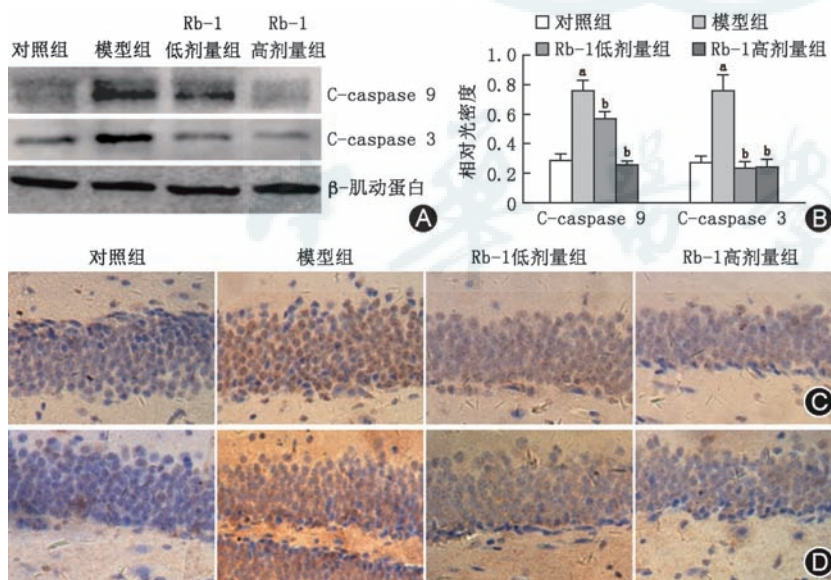 对照组 模型组 Rb-1低剂量组 Rb-1高剂量组
C-caspase 9
C-caspase 3
β-肌动蛋白
A
对照组 模型组
Rb-1低剂量组 Rb-1高剂量组
相对光密度
1.0
0.8
0.6
0.4
0.2
0
a b b a b b
C-caspase 9 C-caspase 3
B
对照组 模型组 Rb-1低剂量组 Rb-1高剂量组
C
D